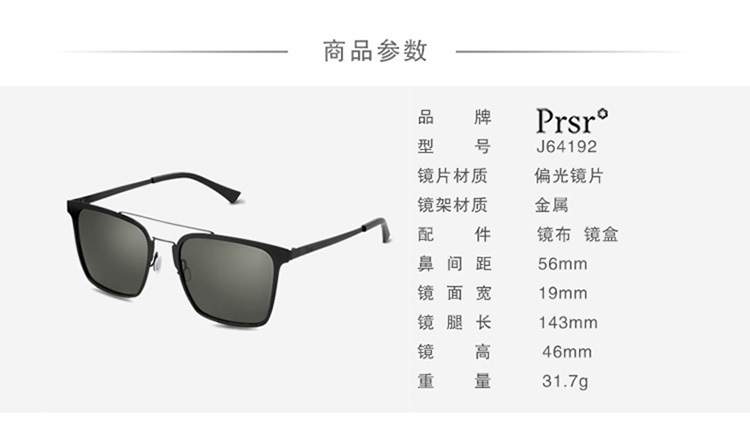 商品参数
品 牌 Prsr
型 号 J64192
镜片材质 偏光镜片
镜架材质 金属
配 件 镜布 镜盒
鼻 间 距 56mm
镜 面 宽 19mm
镜 腿 长 143mm
镜 高 46mm
重 量 31.7g